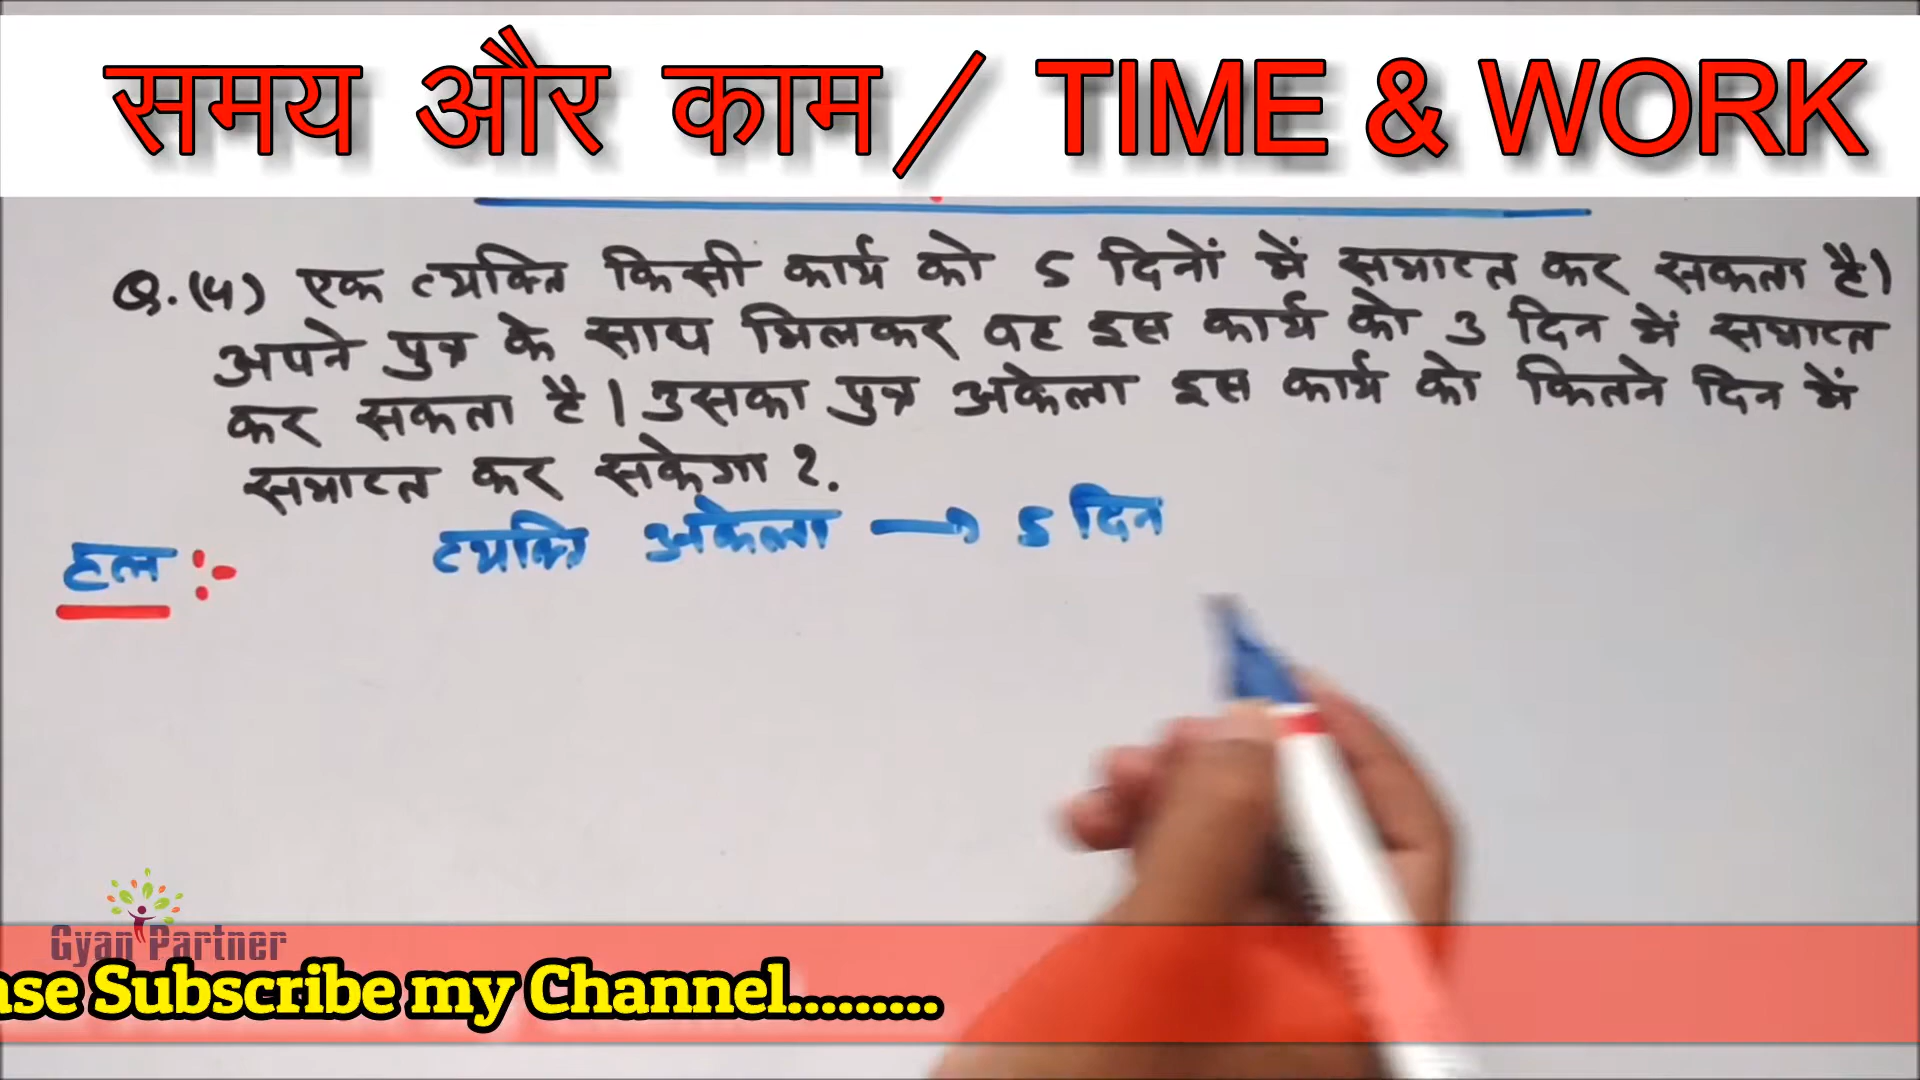 समय और काम/ TIME & WORK
Q.(५) एक व्यक्ति किसी कार्य को 5 दिनों में समाप्त कर सकता है।
अपने पुत्र के साथ मिलकर वह इस कार्य को 3 दिन में समाप्त
कर सकता है। उसका पुत्र अकेला इस कार्य को कितने दिन में
समाप्त कर सकेगा ?.
हल :- व्यक्ति अकेला → 5 दिन
Gyan Partner
ase Subscribe my Channel.........